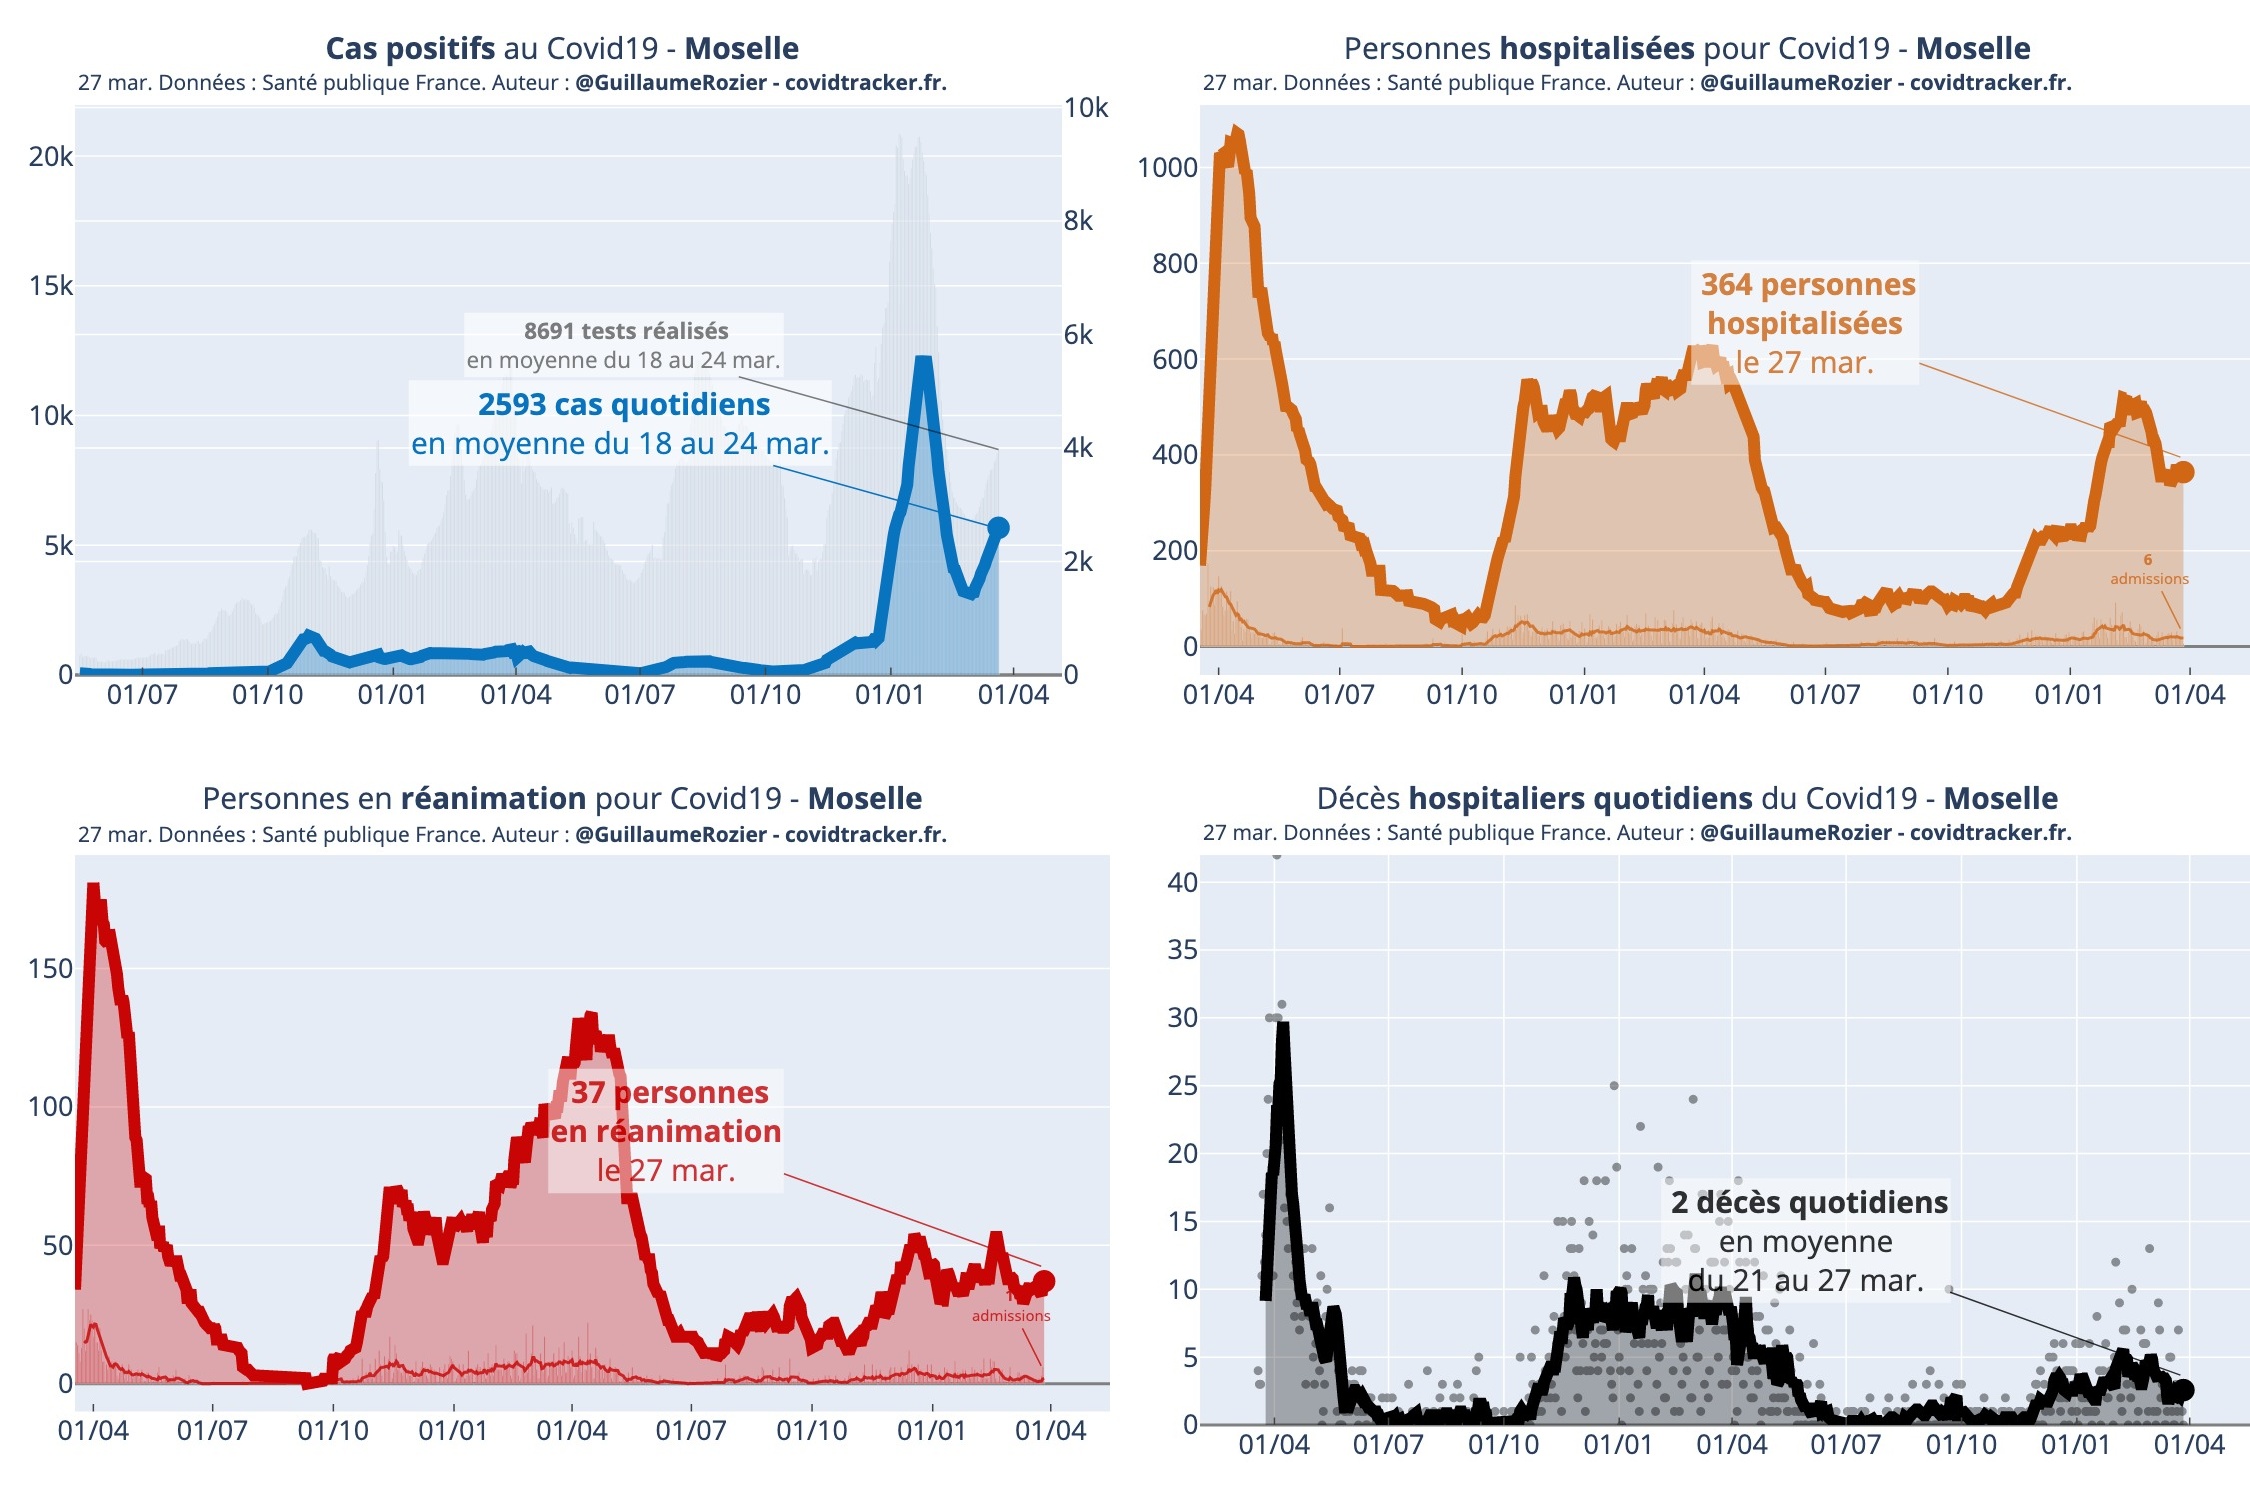 Cas positifs au Covid19 - Moselle
27 mar. Données : Santé publique France. Auteur : @GuillaumeRozier - covidtracker.fr.
10k
20k
8k
15k
8691 tests réalisés
en moyenne du 18 au 24 mar.
6k
2593 cas quotidiens
en moyenne du 18 au 24 mar.
10k
4k
5k
2k
0
0
01/07 01/10 01/01 01/04 01/07 01/10 01/01 01/04
Personnes hospitalisées pour Covid19 - Moselle
27 mar. Données : Santé publique France. Auteur : @GuillaumeRozier - covidtracker.fr.
1000
800
364 personnes
hospitalisées
le 27 mar.
600
400
200
6
admissions
0
01/04 01/07 01/10 01/01 01/04 01/07 01/10 01/01 01/04
Personnes en réanimation pour Covid19 - Moselle
27 mar. Données : Santé publique France. Auteur : @GuillaumeRozier - covidtracker.fr.
150
100
37 personnes
en réanimation
le 27 mar.
50
admissions
0
01/04 01/07 01/10 01/01 01/04 01/07 01/10 01/01 01/04
Décès hospitaliers quotidiens du Covid19 - Moselle
27 mar. Données : Santé publique France. Auteur : @GuillaumeRozier - covidtracker.fr.
40
35
30
25
20
15
2 décès quotidiens
en moyenne
du 21 au 27 mar.
10
5
0
01/04 01/07 01/10 01/01 01/04 01/07 01/10 01/01 01/04